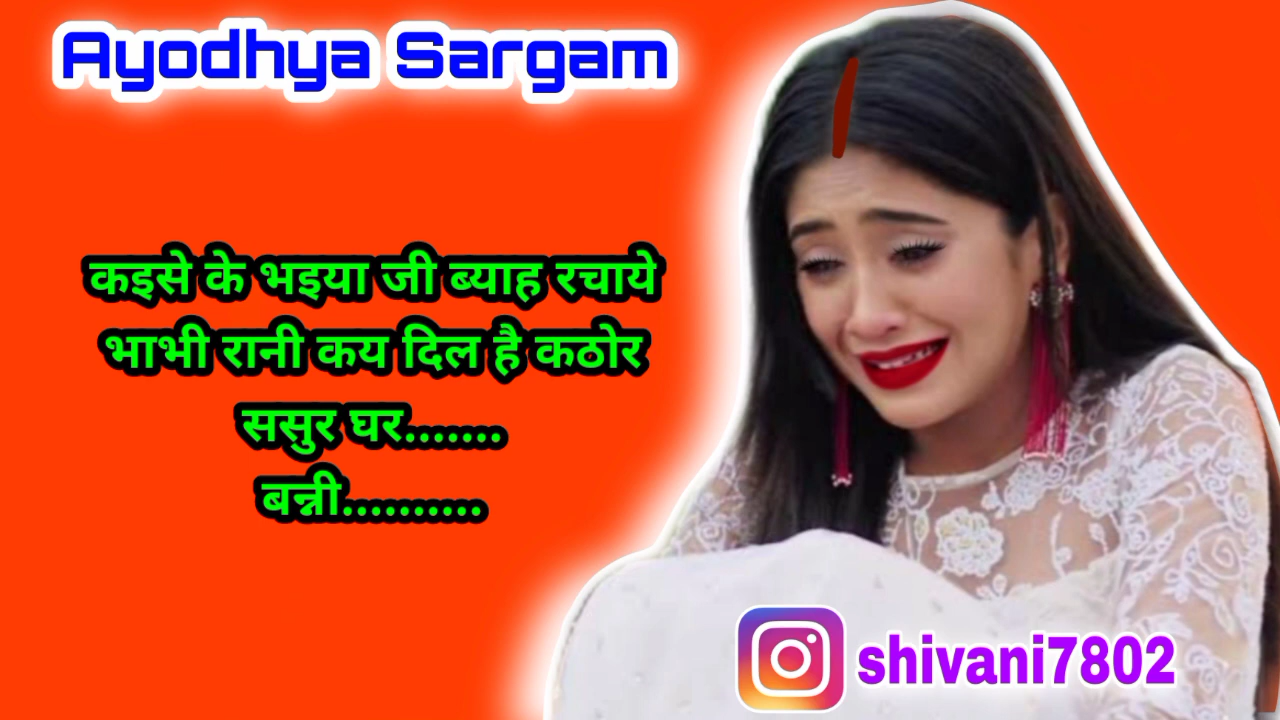 Ayodhya Sargam
कइसे के भइया जी ब्याह रचाये
भाभी रानी कय दिल है कठोर
ससुर घर.......
बन्नी..........
shivani7802